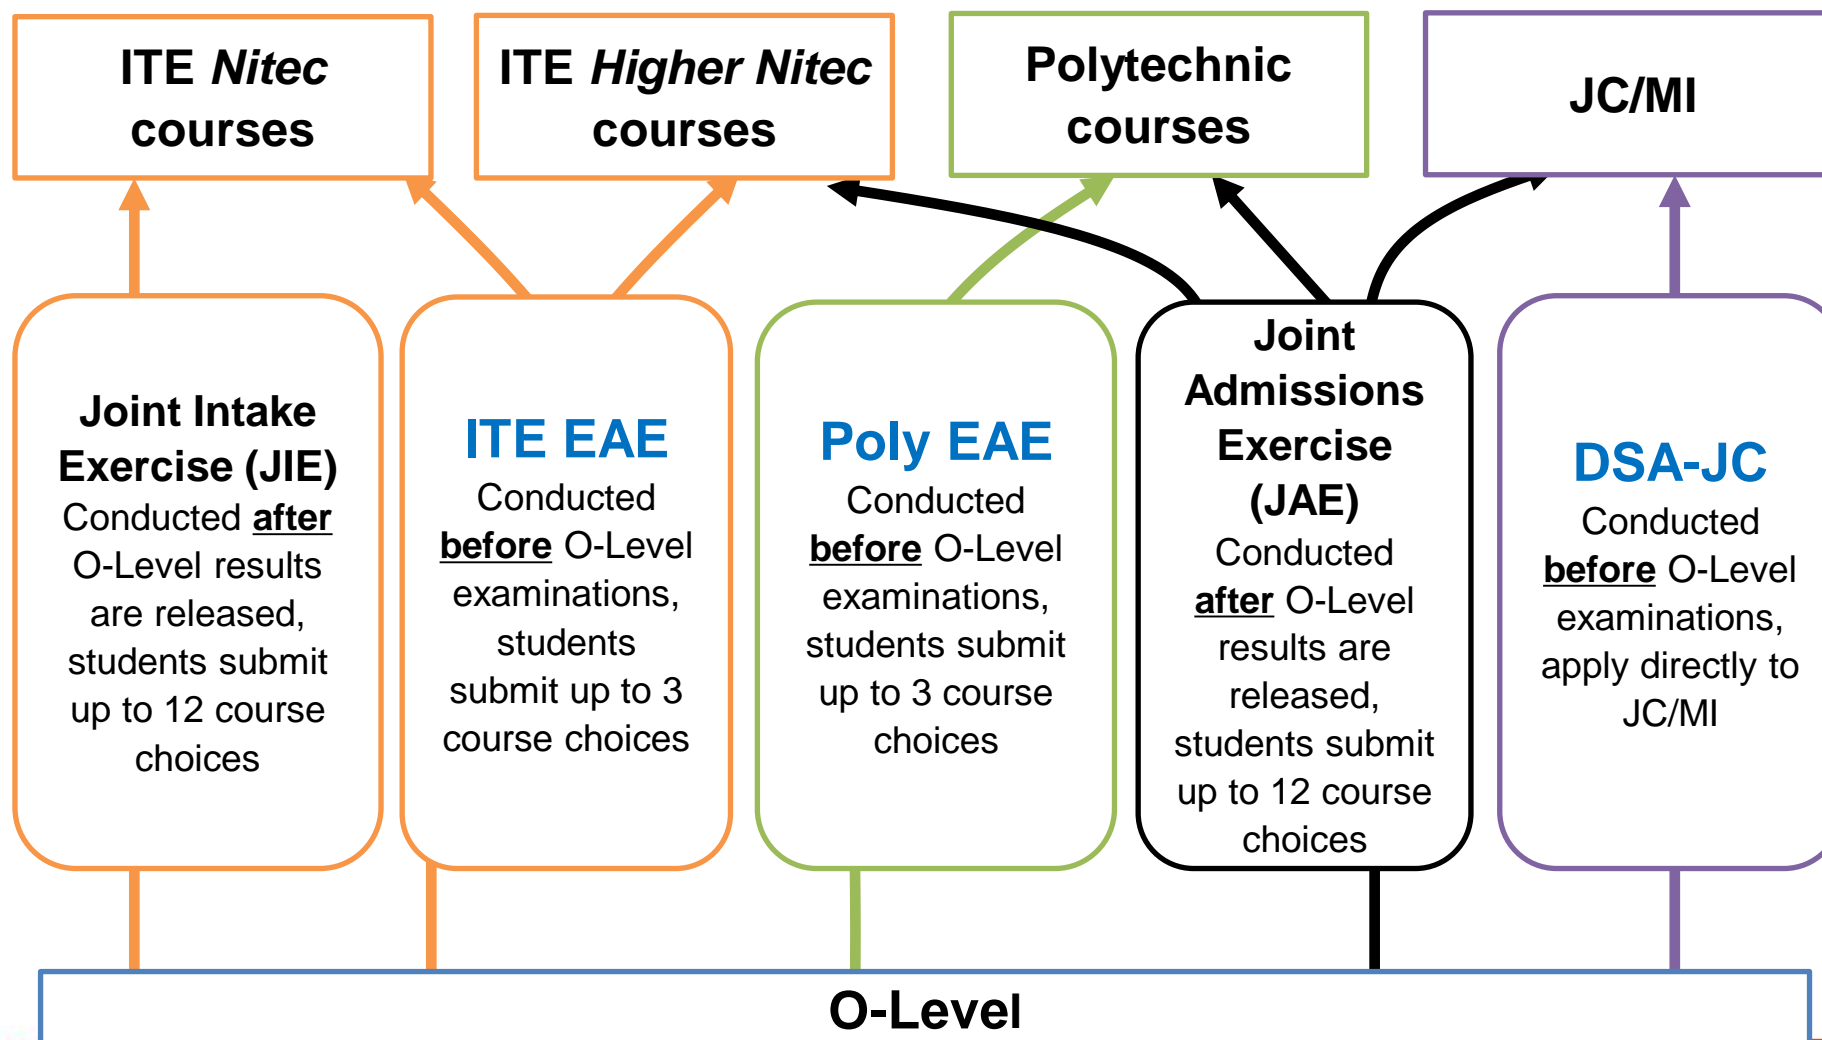 ITE Nitec
courses
ITE Higher Nitec
courses
Polytechnic
courses
JC/MI
Joint Intake
Exercise (JIE)
Conducted after
O-Level results
are released,
students submit
up to 12 course
choices
ITE EAE
Conducted
before O-Level
examinations,
students
submit up to 3
course choices
Poly EAE
Conducted
before O-Level
examinations,
students submit
up to 3 course
choices
Joint
Admissions
Exercise
(JAE)
Conducted
after O-Level
results are
released,
students submit
up to 12 course
choices
DSA-JC
Conducted
before O-Level
examinations,
apply directly to
JC/MI
O-Level